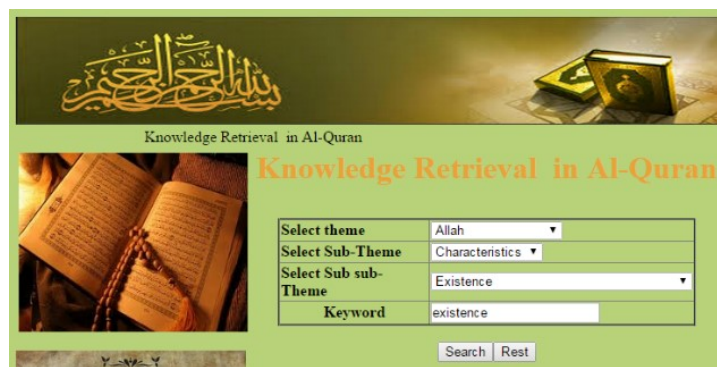 بسم الله الرحمن الرحيم
Knowledge Retrieval in Al-Quran
Knowledge Retrieval in Al-Quran
Select theme Allah
Select Sub-Theme Characteristics
Select Sub sub-
Theme Existence
Keyword existence
Search Rest